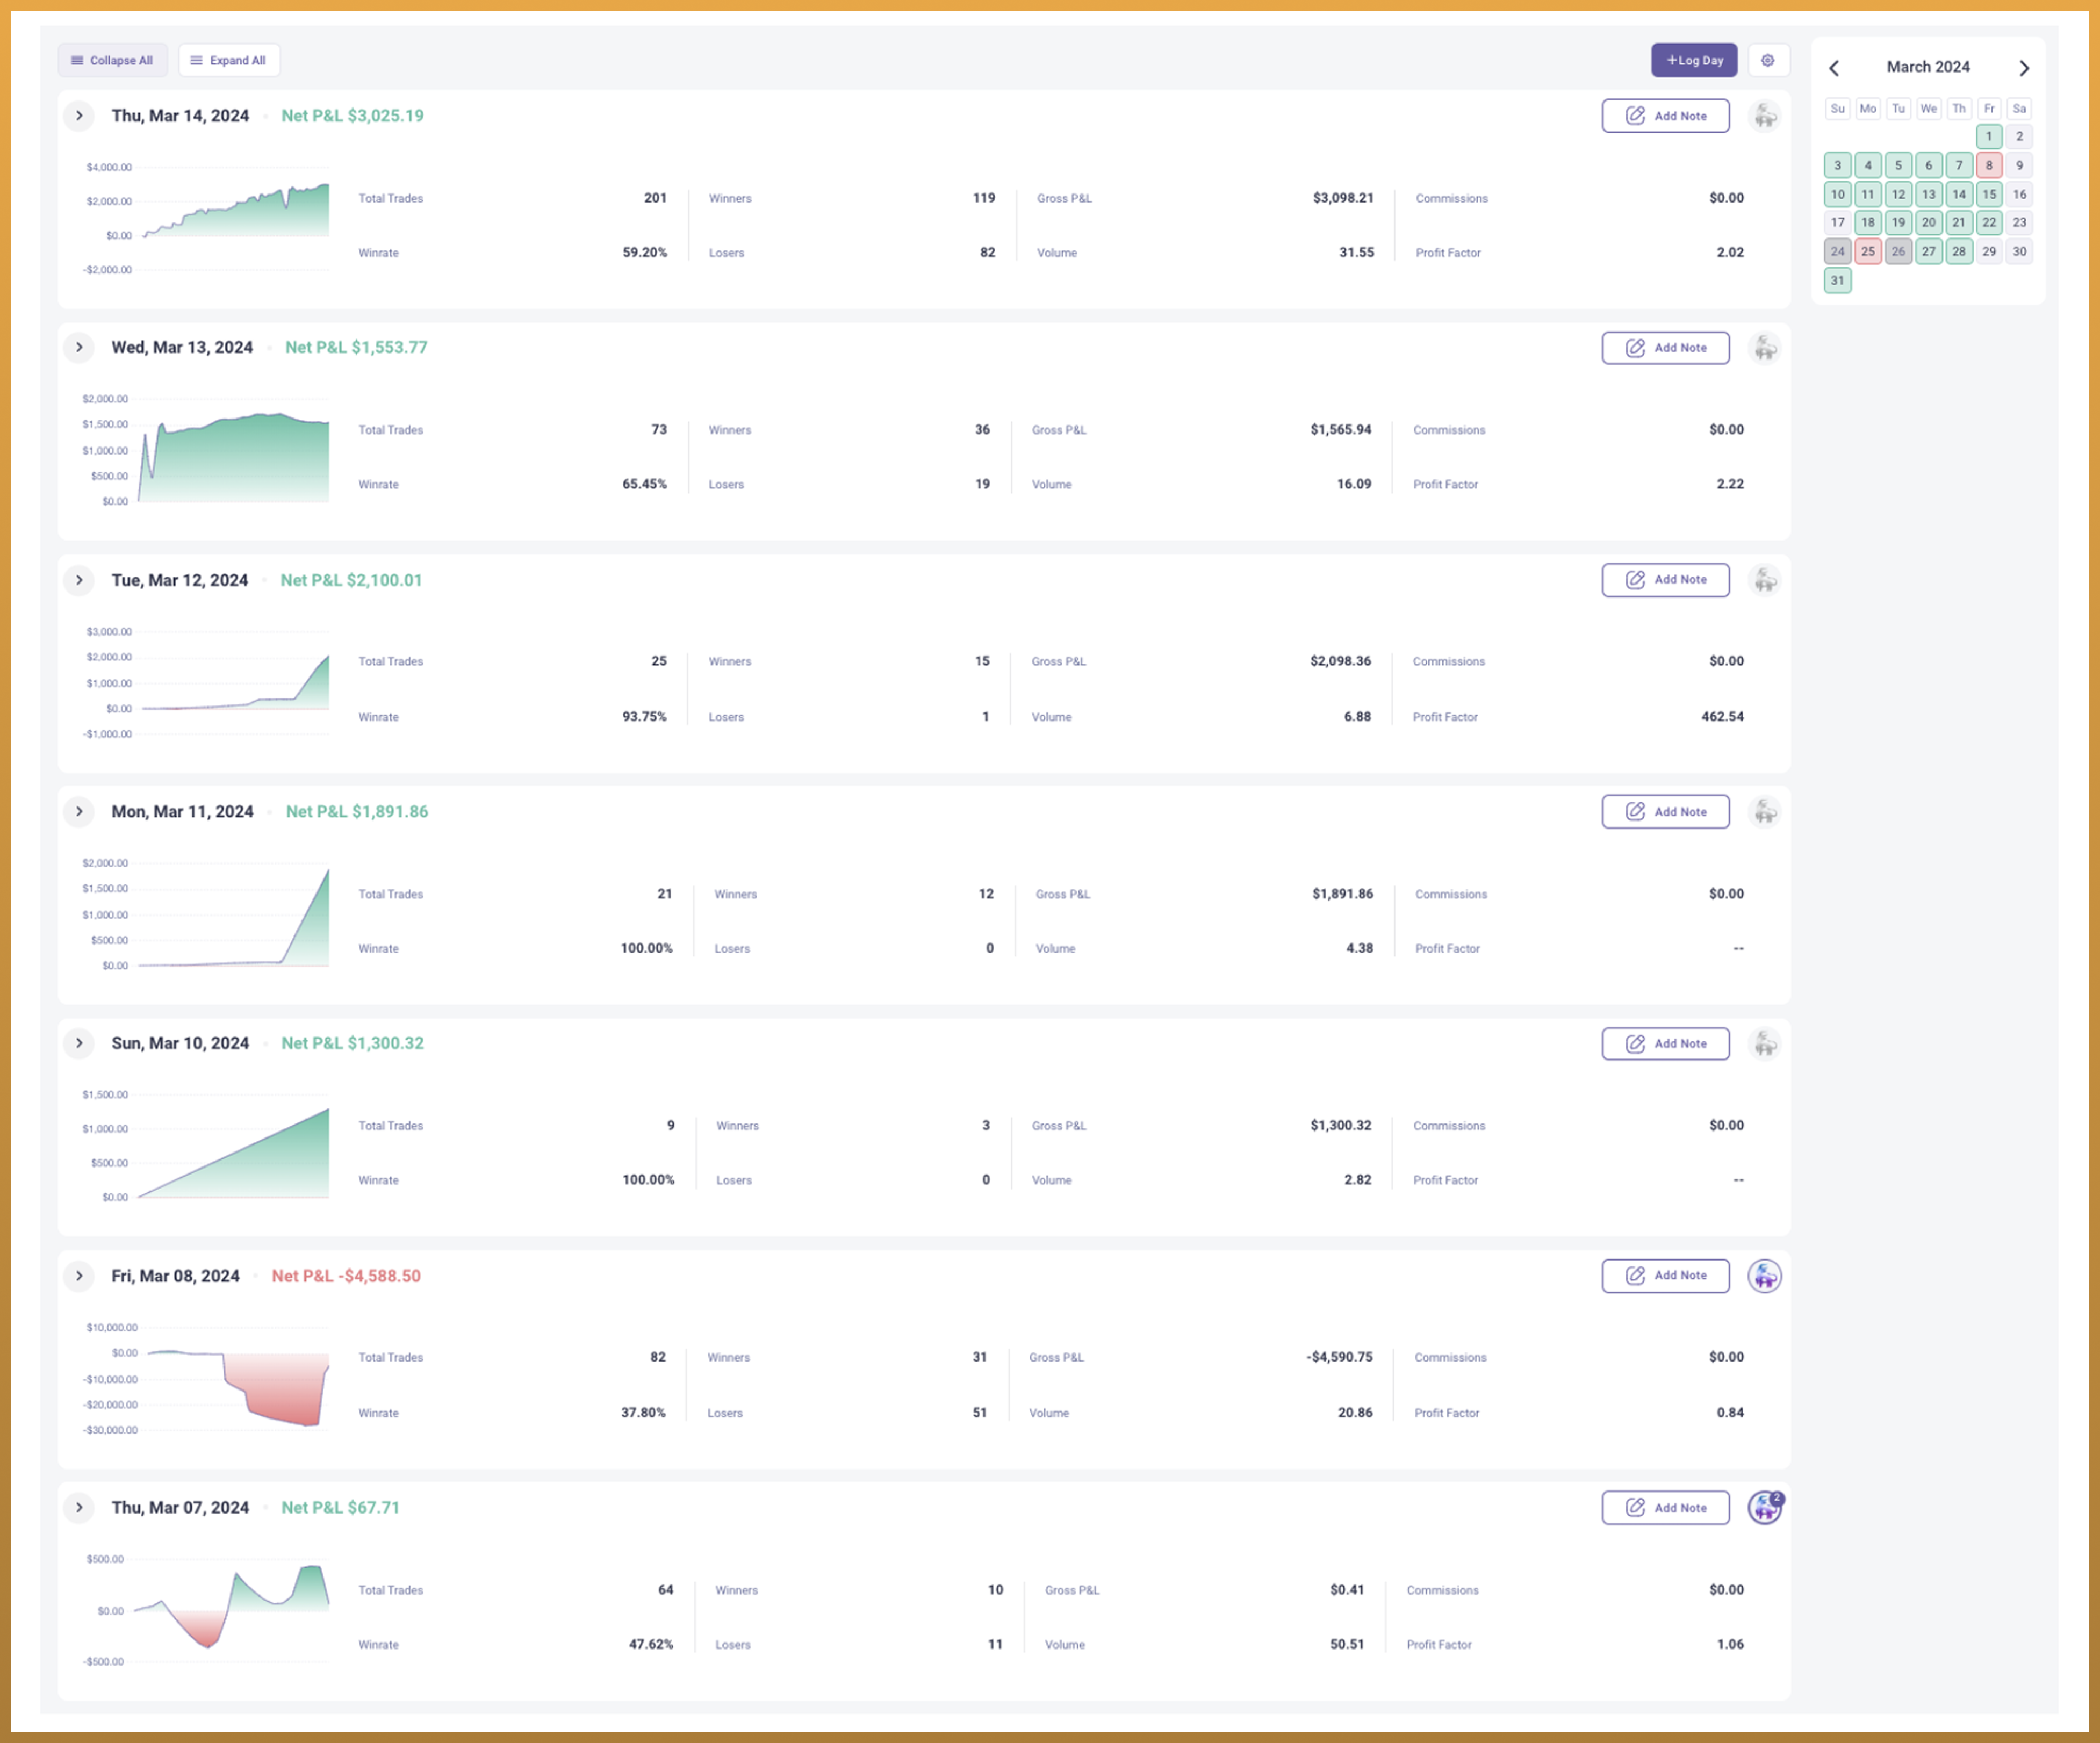 Collapse All Expand All +Log Day
Thu, Mar 14, 2024 • Net P&L $3,025.19 Add Note
$4,000.00
$2,000.00
$0.00
-$2,000.00
Total Trades 201 Winners 119 Gross P&L $3,098.21 Commissions $0.00
Winrate 59.20% Losers 82 Volume 31.55 Profit Factor 2.02
Wed, Mar 13, 2024 • Net P&L $1,553.77 Add Note
$2,000.00
$1,500.00
$1,000.00
$500.00
$0.00
Total Trades 73 Winners 36 Gross P&L $1,565.94 Commissions $0.00
Winrate 65.45% Losers 19 Volume 16.09 Profit Factor 2.22
Tue, Mar 12, 2024 • Net P&L $2,100.01 Add Note
$3,000.00
$2,000.00
$1,000.00
$0.00
-$1,000.00
Total Trades 25 Winners 15 Gross P&L $2,098.36 Commissions $0.00
Winrate 93.75% Losers 1 Volume 6.88 Profit Factor 462.54
Mon, Mar 11, 2024 • Net P&L $1,891.86 Add Note
$2,000.00
$1,500.00
$1,000.00
$500.00
$0.00
Total Trades 21 Winners 12 Gross P&L $1,891.86 Commissions $0.00
Winrate 100.00% Losers 0 Volume 4.38 Profit Factor --
Sun, Mar 10, 2024 • Net P&L $1,300.32 Add Note
$1,500.00
$1,000.00
$500.00
$0.00
Total Trades 9 Winners 3 Gross P&L $1,300.32 Commissions $0.00
Winrate 100.00% Losers 0 Volume 2.82 Profit Factor --
Fri, Mar 08, 2024 • Net P&L -$4,588.50 Add Note
$10,000.00
$0.00
-$10,000.00
-$20,000.00
-$30,000.00
Total Trades 82 Winners 31 Gross P&L -$4,590.75 Commissions $0.00
Winrate 37.80% Losers 51 Volume 20.86 Profit Factor 0.84
Thu, Mar 07, 2024 • Net P&L $67.71 Add Note 2
$500.00
$0.00
-$500.00
Total Trades 64 Winners 10 Gross P&L $0.41 Commissions $0.00
Winrate 47.62% Losers 11 Volume 50.51 Profit Factor 1.06
March 2024
Su Mo Tu We Th Fr Sa
1 2
3 4 5 6 7 8 9
10 11 12 13 14 15 16
17 18 19 20 21 22 23
24 25 26 27 28 29 30
31